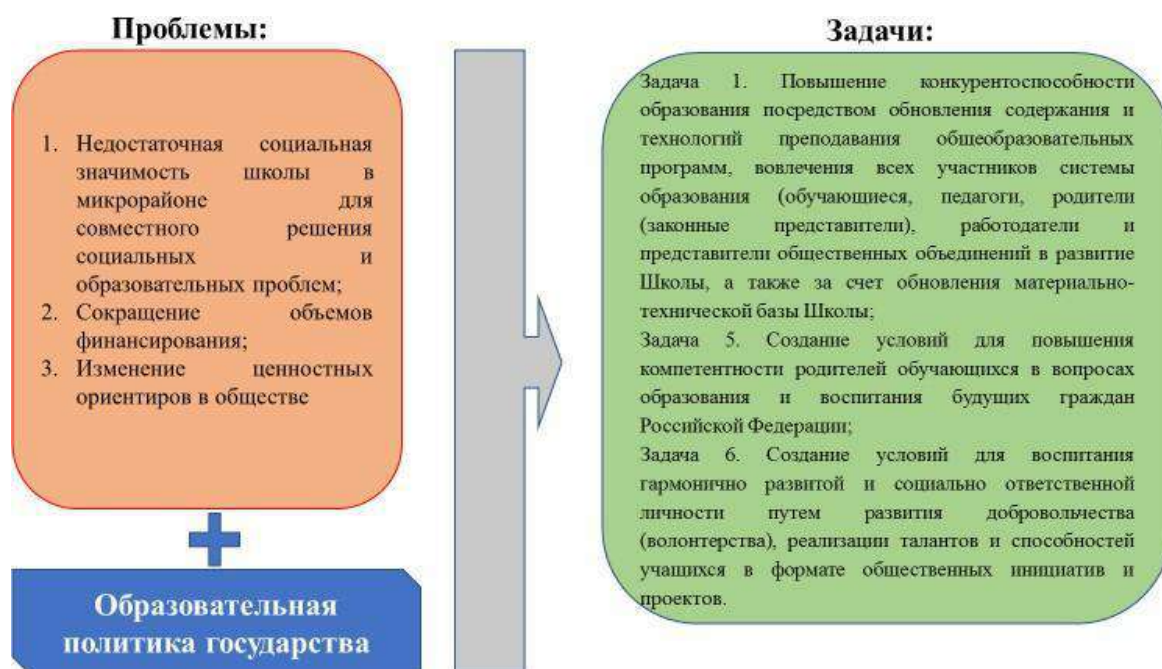 Проблемы:
1. Недостаточная социальная
значимость школы в
микрорайоне для
совместного решения
социальных и
образовательных проблем;
2. Сокращение объемов
финансирования;
3. Изменение ценностных
ориентиров в обществе
Образовательная
политика государства
Задачи:
Задача 1. Повышение конкурентоспособности
образования посредством обновления содержания и
технологий преподавания общеобразовательных
программ, вовлечения всех участников системы
образования (обучающиеся, педагоги, родители
(законные представители), работодатели и
представители общественных объединений в развитие
Школы, а также за счет обновления материально-
технической базы Школы;
Задача 5. Создание условий для повышения
компетентности родителей обучающихся в вопросах
образования и воспитания будущих граждан
Российской Федерации;
Задача 6. Создание условий для воспитания
гармонично развитой и социально ответственной
личности путем развития добровольчества
(волонтерства), реализации талантов и способностей
учащихся в формате общественных инициатив и
проектов.